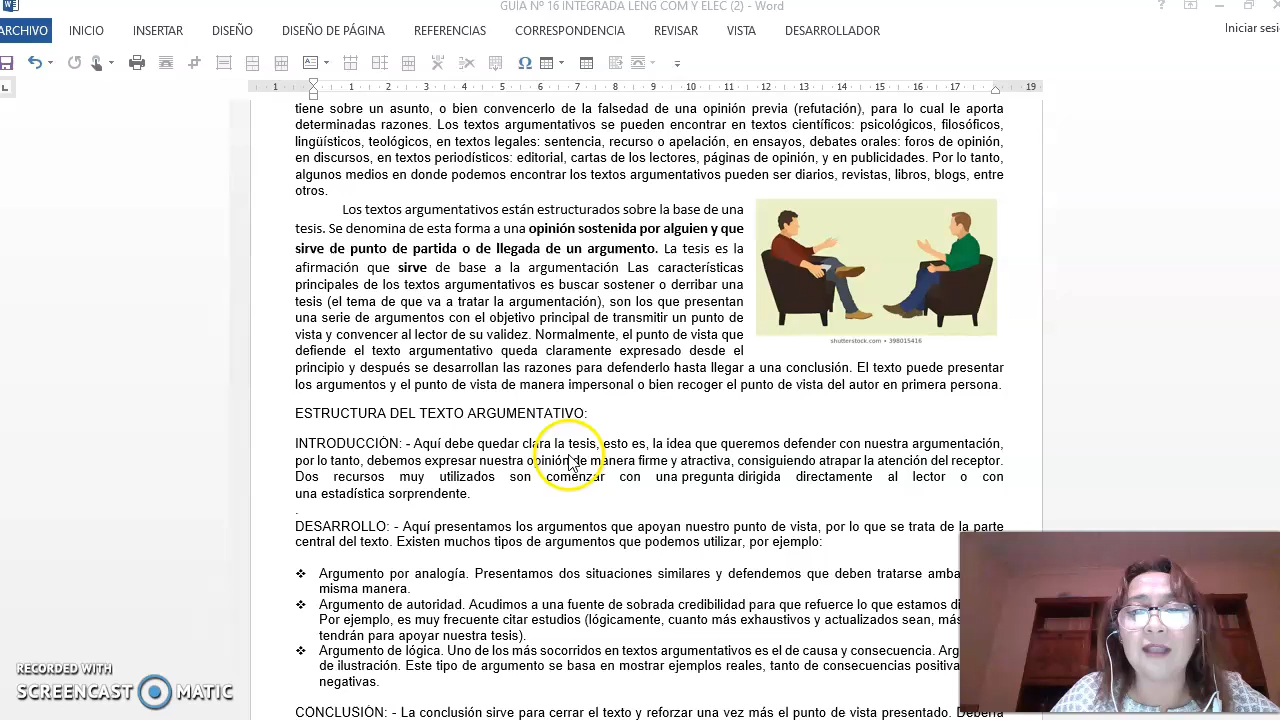 GUIA Nº 16 INTEGRADA LENG COM Y ELEC (2) - Word
ARCHIVO INICIO INSERTAR DISEÑO DISEÑO DE PÁGINA REFERENCIAS CORRESPONDENCIA REVISAR VISTA DESARROLLADOR
Iniciar sesi
1 1 2 3 4 5 6 7 8 9 10 11 12 13 14 15 16 17 19
tiene sobre un asunto, o bien convencerlo de la falsedad de una opinión previa (refutación), para lo cual le aporta
determinadas razones. Los textos argumentativos se pueden encontrar en textos científicos: psicológicos, filosóficos,
lingüísticos, teológicos, en textos legales: sentencia, recurso o apelación, en ensayos, debates orales: foros de opinión,
en discursos, en textos periodísticos: editorial, cartas de los lectores, páginas de opinión, y en publicidades. Por lo tanto,
algunos medios en donde podemos encontrar los textos argumentativos pueden ser diarios, revistas, libros, blogs, entre
otros.
Los textos argumentativos están estructurados sobre la base de una
tesis. Se denomina de esta forma a una opinión sostenida por alguien y que
sirve de punto de partida o de llegada de un argumento. La tesis es la
afirmación que sirve de base a la argumentación Las características
principales de los textos argumentativos es buscar sostener o derribar una
tesis (el tema de que va a tratar la argumentación), son los que presentan
una serie de argumentos con el objetivo principal de transmitir un punto de
vista y convencer al lector de su validez. Normalmente, el punto de vista que
defiende el texto argumentativo queda claramente expresado desde el
principio y después se desarrollan las razones para defenderlo hasta llegar a una conclusión. El texto puede presentar
los argumentos y el punto de vista de manera impersonal o bien recoger el punto de vista del autor en primera persona.
shutterstock.com • 398015416
ESTRUCTURA DEL TEXTO ARGUMENTATIVO:
INTRODUCCIÓN: - Aquí debe quedar clara la tesis, esto es, la idea que queremos defender con nuestra argumentación,
por lo tanto, debemos expresar nuestra opinión de manera firme y atractiva, consiguiendo atrapar la atención del receptor.
Dos recursos muy utilizados son comenzar con una pregunta dirigida directamente al lector o con
una estadística sorprendente.
.
DESARROLLO: - Aquí presentamos los argumentos que apoyan nuestro punto de vista, por lo que se trata de la parte
central del texto. Existen muchos tipos de argumentos que podemos utilizar, por ejemplo:
❖ Argumento por analogía. Presentamos dos situaciones similares y defendemos que deben tratarse amba
misma manera.
❖ Argumento de autoridad. Acudimos a una fuente de sobrada credibilidad para que refuerce lo que estamos di
Por ejemplo, es muy frecuente citar estudios (lógicamente, cuanto más exhaustivos y actualizados sean, más
tendrán para apoyar nuestra tesis).
❖ Argumento de lógica. Uno de los más socorridos en textos argumentativos es el de causa y consecuencia. Arg
de ilustración. Este tipo de argumento se basa en mostrar ejemplos reales, tanto de consecuencias positiva
negativas.
CONCLUSIÓN: - La conclusión sirve para cerrar el texto y reforzar una vez más el punto de vista presentado. Debería
RECORDED WITH
SCREENCAST MATIC